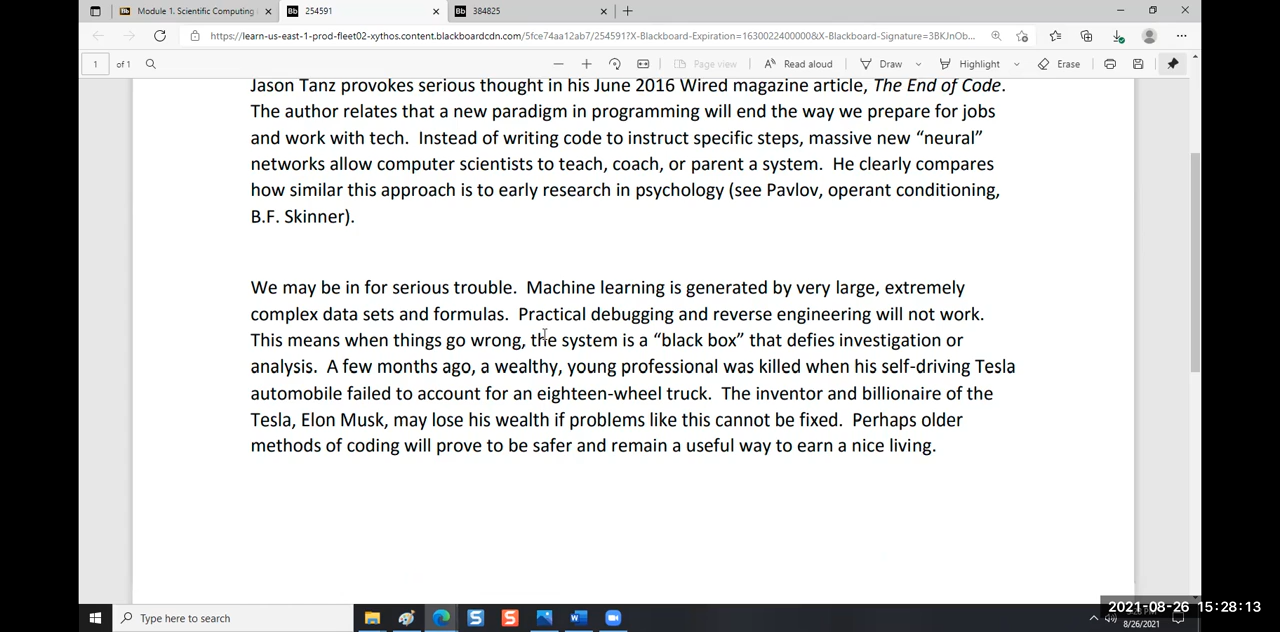 Module 1. Scientific Computing
254591
384825
https://learn-us-east-1-prod-fleet02-xythos.content.blackboardcdn.com/5fce74aa12ab7/254591?X-Blackboard-Expiration=1630022400000&X-Blackboard-Signature=3BKJnOb...
1 of 1
Page view
Read aloud
Draw
Highlight
Erase
Jason Tanz provokes serious thought in his June 2016 Wired magazine article, The End of Code.
The author relates that a new paradigm in programming will end the way we prepare for jobs
and work with tech. Instead of writing code to instruct specific steps, massive new “neural”
networks allow computer scientists to teach, coach, or parent a system. He clearly compares
how similar this approach is to early research in psychology (see Pavlov, operant conditioning,
B.F. Skinner).
We may be in for serious trouble. Machine learning is generated by very large, extremely
complex data sets and formulas. Practical debugging and reverse engineering will not work.
This means when things go wrong, the system is a “black box” that defies investigation or
analysis. A few months ago, a wealthy, young professional was killed when his self-driving Tesla
automobile failed to account for an eighteen-wheel truck. The inventor and billionaire of the
Tesla, Elon Musk, may lose his wealth if problems like this cannot be fixed. Perhaps older
methods of coding will prove to be safer and remain a useful way to earn a nice living.
Type here to search
2021-08-26 15:28:13
8/26/2021